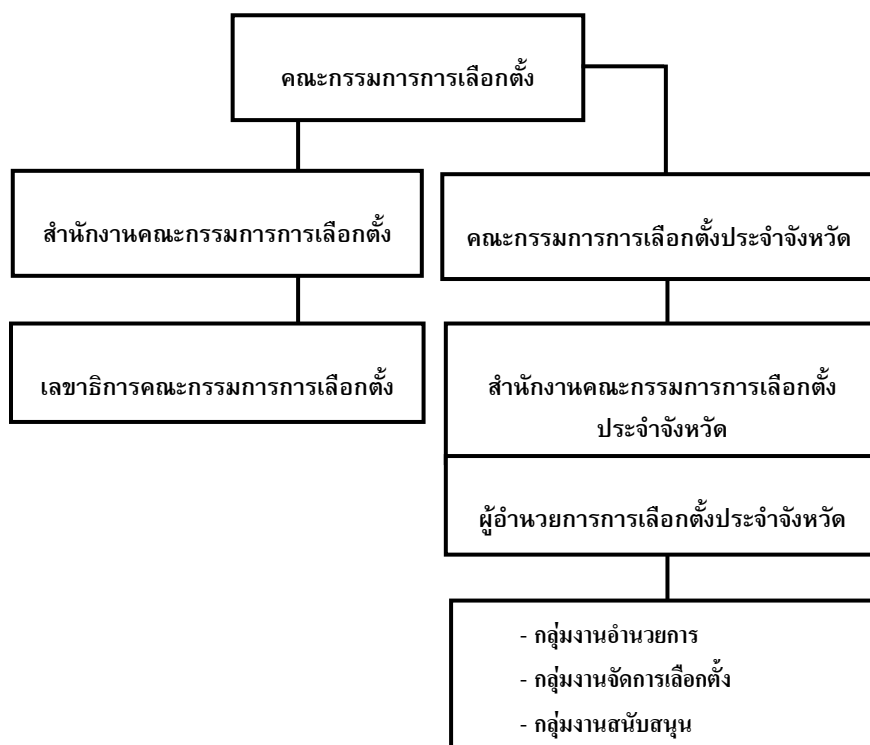 คณะกรรมการการเลือกตั้ง
สำนักงานคณะกรรมการการเลือกตั้ง
คณะกรรมการการเลือกตั้งประจำจังหวัด
เลขาธิการคณะกรรมการการเลือกตั้ง
สำนักงานคณะกรรมการการเลือกตั้ง
ประจำจังหวัด
ผู้อำนวยการการเลือกตั้งประจำจังหวัด
- กลุ่มงานอำนวยการ
- กลุ่มงานจัดการเลือกตั้ง
- กลุ่มงานสนับสนุน